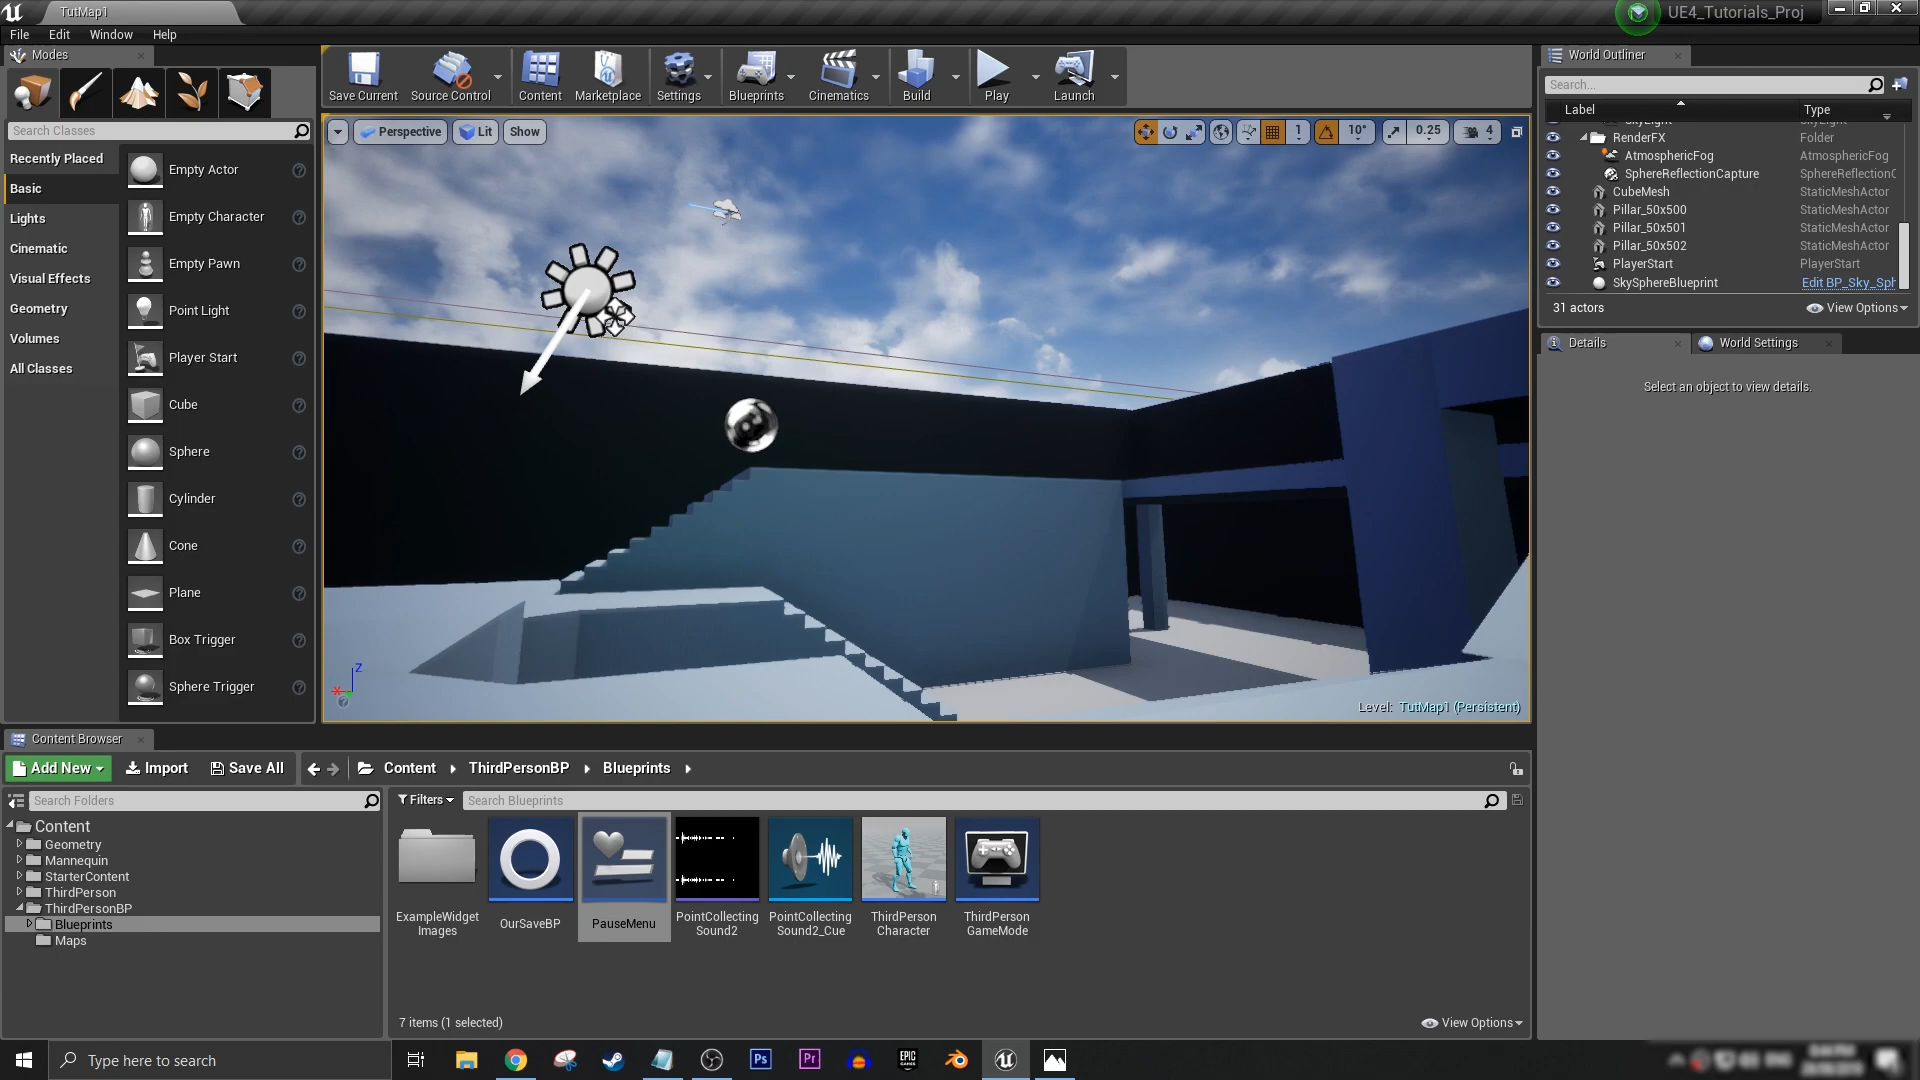 TutMap1
UE4_Tutorials_Proj
File Edit Window Help
Modes
Search Classes
Recently Placed
Basic
Lights
Cinematic
Visual Effects
Geometry
Volumes
All Classes
Empty Actor
Empty Character
Empty Pawn
Point Light
Player Start
Cube
Sphere
Cylinder
Cone
Plane
Box Trigger
Sphere Trigger
Save Current Source Control Content Marketplace Settings Blueprints Cinematics Build Play Launch
Perspective Lit Show
1 10° 0.25 4
Z
X
Level: TutMap1 (Persistent)
World Outliner
Search...
Label Type
SkyLight SkyLight
RenderFX Folder
AtmosphericFog AtmosphericFog
SphereReflectionCapture SphereReflectionC
CubeMesh StaticMeshActor
Pillar_50x500 StaticMeshActor
Pillar_50x501 StaticMeshActor
Pillar_50x502 StaticMeshActor
PlayerStart PlayerStart
SkySphereBlueprint Edit BP_Sky_Sph
31 actors View Options
Details World Settings
Select an object to view details.
Content Browser
Add New Import Save All Content ThirdPersonBP Blueprints
Search Folders
Content
Geometry
Mannequin
StarterContent
ThirdPerson
ThirdPersonBP
Blueprints
Maps
Filters Search Blueprints
ExampleWidget
Images
OurSaveBP
PauseMenu
PointCollecting
Sound2
PointCollecting
Sound2_Cue
ThirdPerson
Character
ThirdPerson
GameMode
7 items (1 selected) View Options
Type here to search
Ps Pr EPIC GAMES